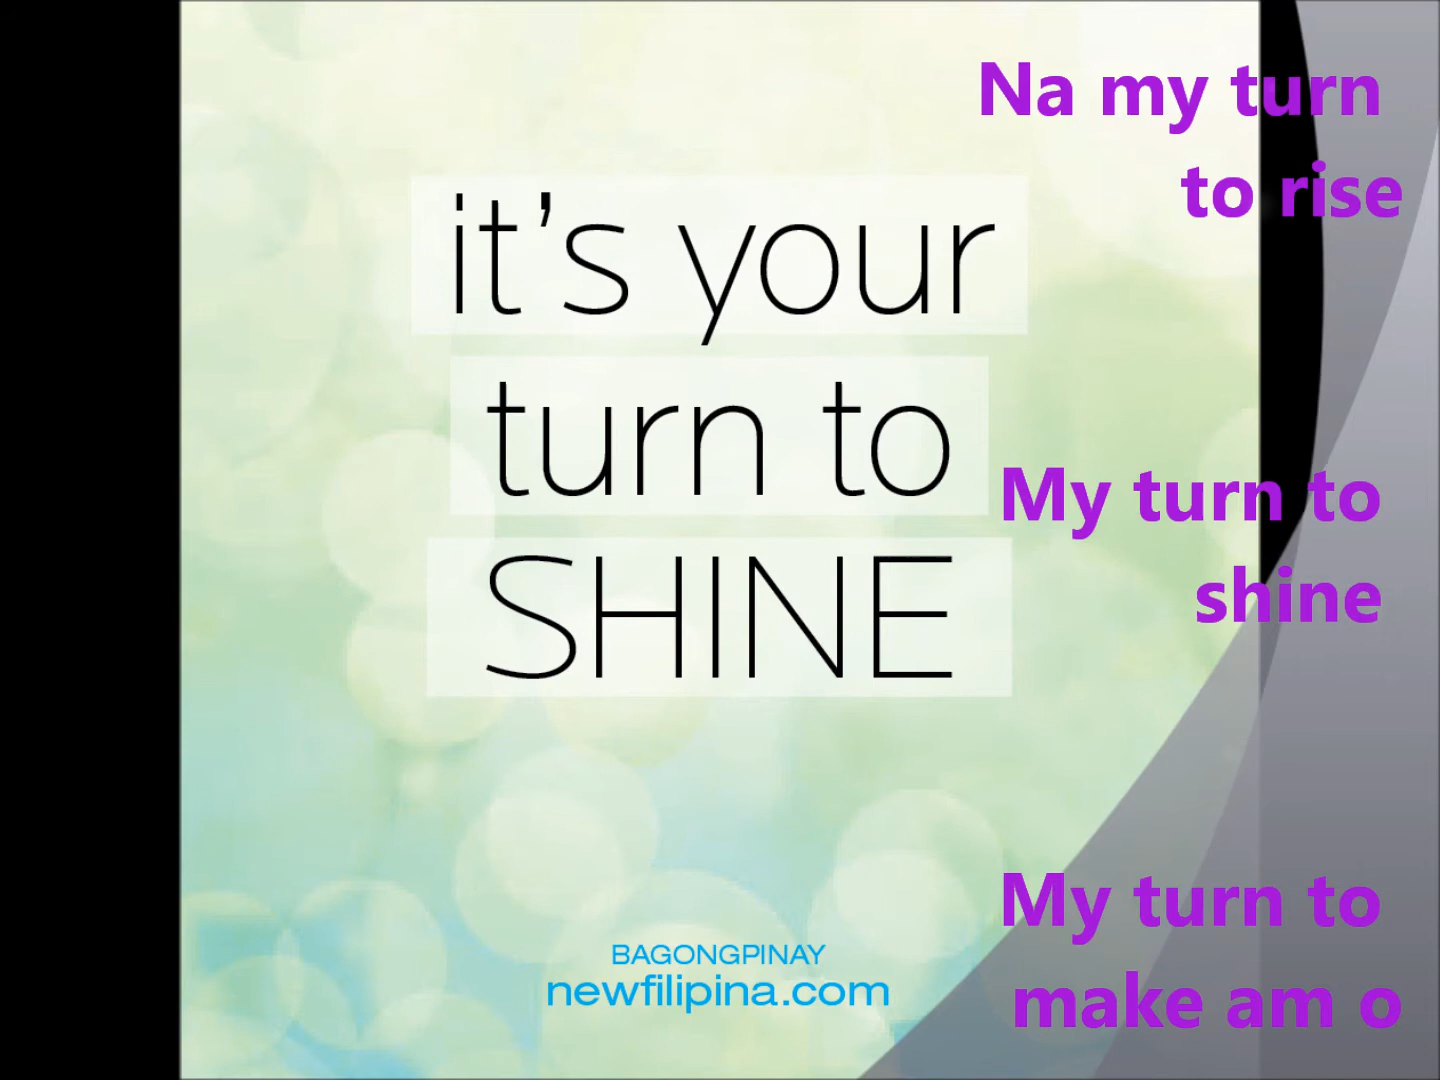 it's your
turn to
SHINE
BAGONGPINAY
newfilipina.com
Na my turn
to rise
My turn to
shine
My turn to
make am o